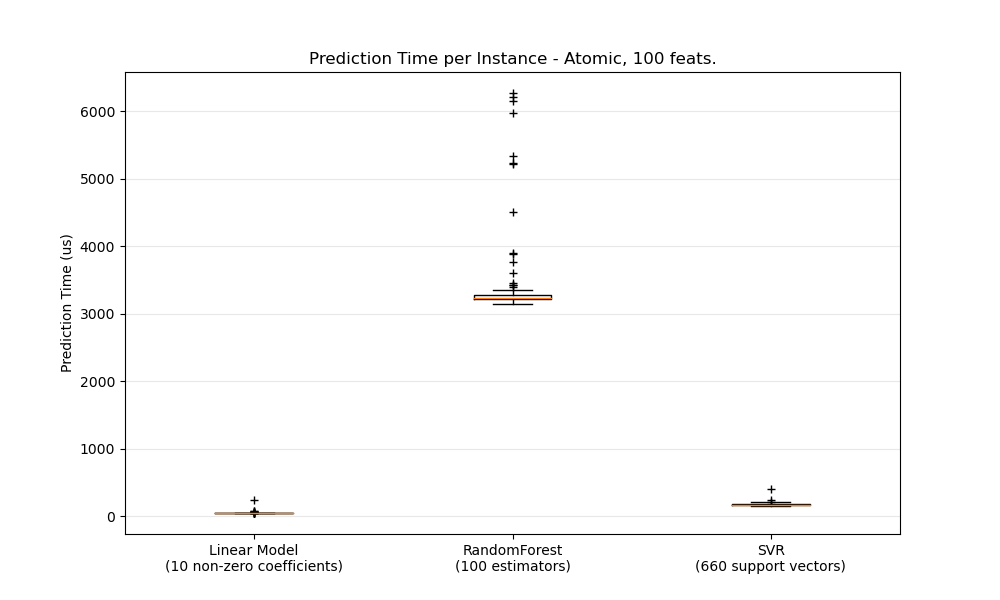 Prediction Time per Instance - Atomic, 100 feats.
Prediction Time (us)
6000
5000
4000
3000
2000
1000
0
Linear Model
(10 non-zero coefficients)
RandomForest
(100 estimators)
SVR
(660 support vectors)